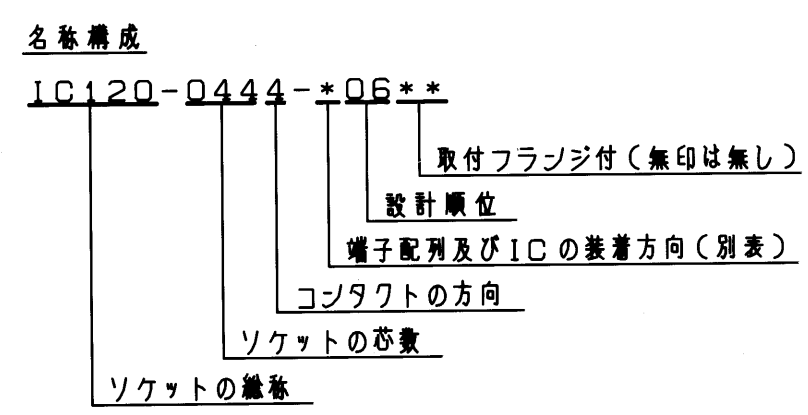 名称構成
IC120-0444-*06**
取付フランジ付(無印は無し)
設計順位
端子配列及びICの装着方向(別表)
コンタクトの方向
ソケットの芯数
ソケットの総称